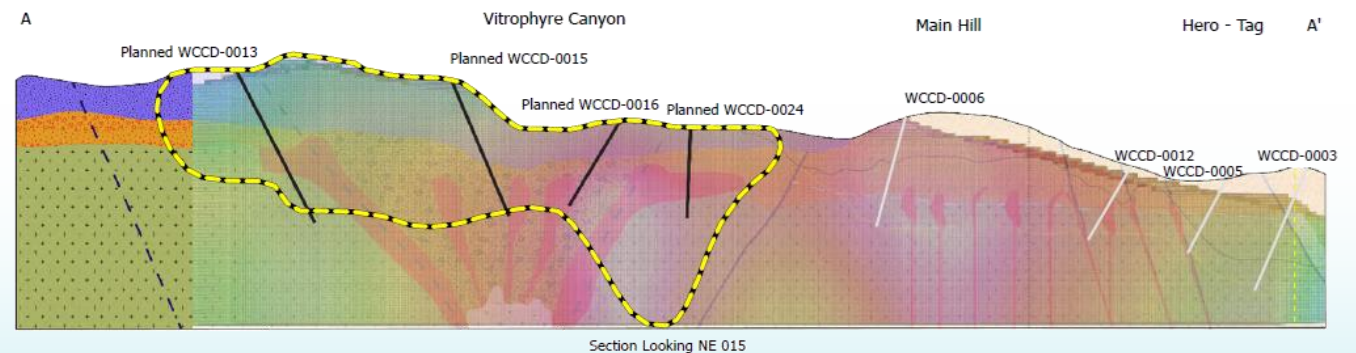 A
Vitrophyre Canyon
Main Hill
Hero - Tag
A'
Planned WCCD-0013
Planned WCCD-0015
Planned WCCD-0016
Planned WCCD-0024
WCCD-0006
WCCD-0012
WCCD-0005
WCCD-0003
Section Looking NE 015